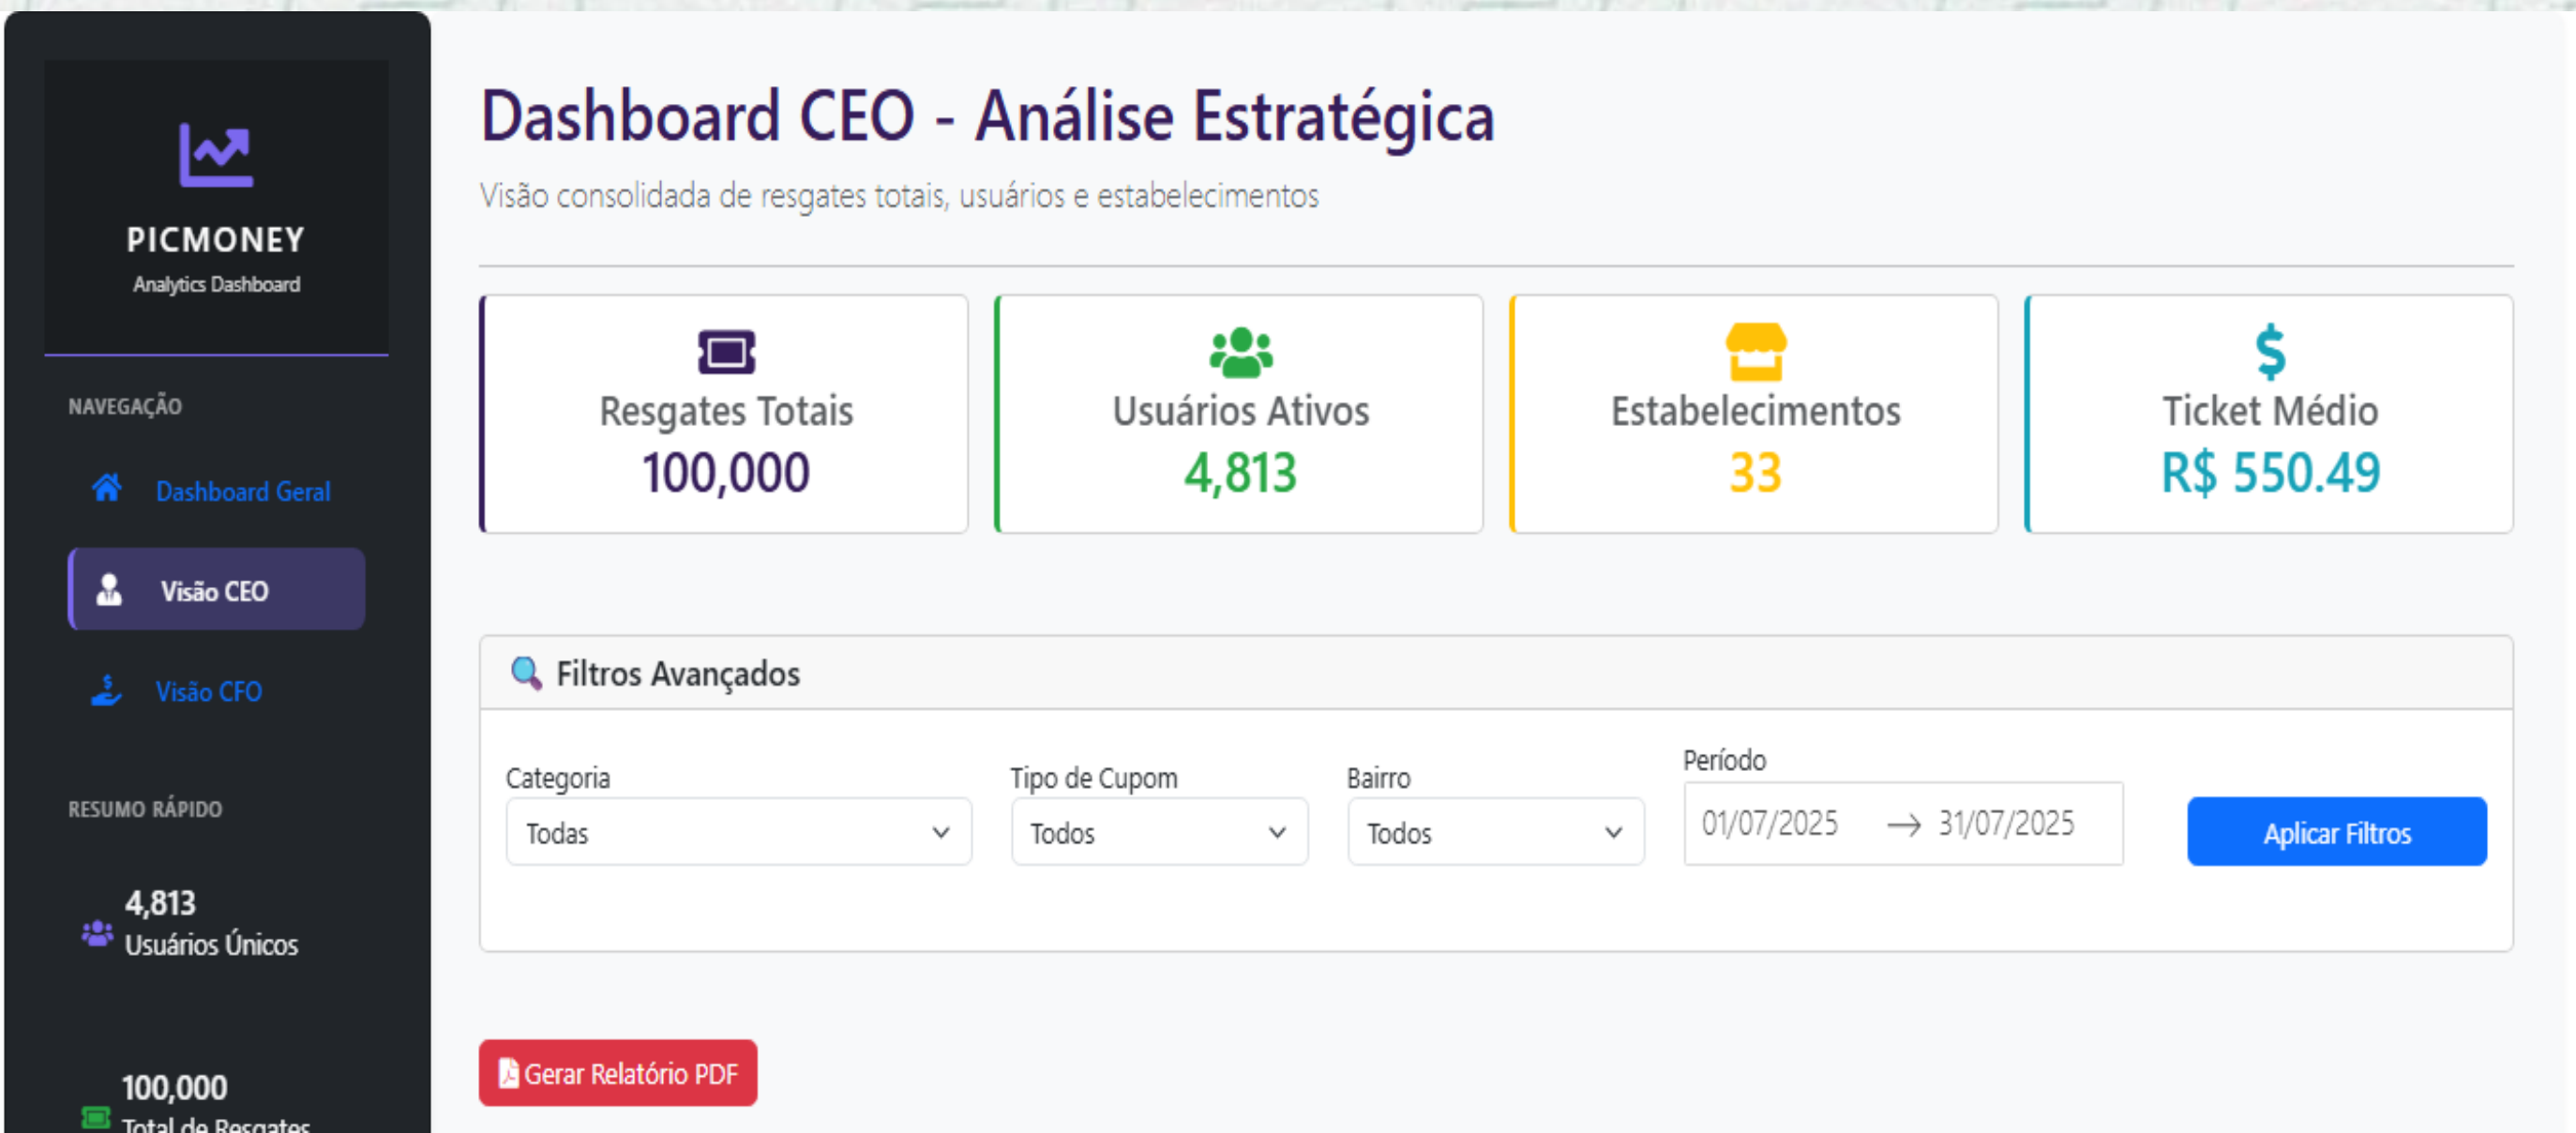 PICMONEY
Analytics Dashboard
NAVEGAÇÃO
Dashboard Geral
Visão CEO
Visão CFO
RESUMO RÁPIDO
4,813
Usuários Únicos
100,000
Total de Resgates
Dashboard CEO - Análise Estratégica
Visão consolidada de resgates totais, usuários e estabelecimentos
Resgates Totais
100,000
Usuários Ativos
4,813
Estabelecimentos
33
Ticket Médio
R$ 550.49
Filtros Avançados
Categoria
Todas
Tipo de Cupom
Todos
Bairro
Todos
Período
01/07/2025 → 31/07/2025
Aplicar Filtros
Gerar Relatório PDF